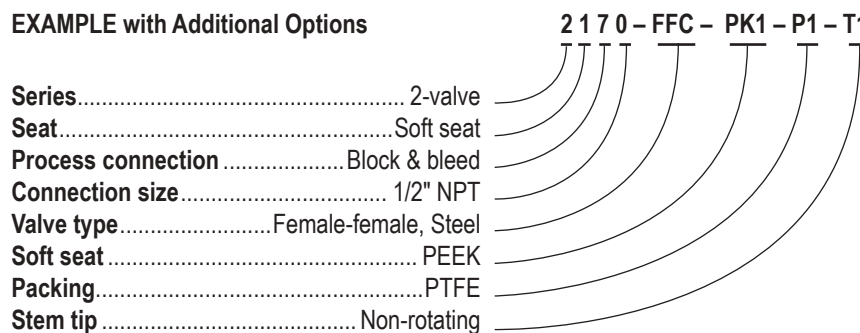 EXAMPLE with Additional Options 2 1 7 0 – FFC – PK1 – P1 – T1
Series.................................................... 2-valve
Seat.....................................................Soft seat
Process connection ...................Block & bleed
Connection size................................. 1/2" NPT
Valve type........................Female-female, Steel
Soft seat ................................................. PEEK
Packing....................................................PTFE
Stem tip ............................................. Non-rotating